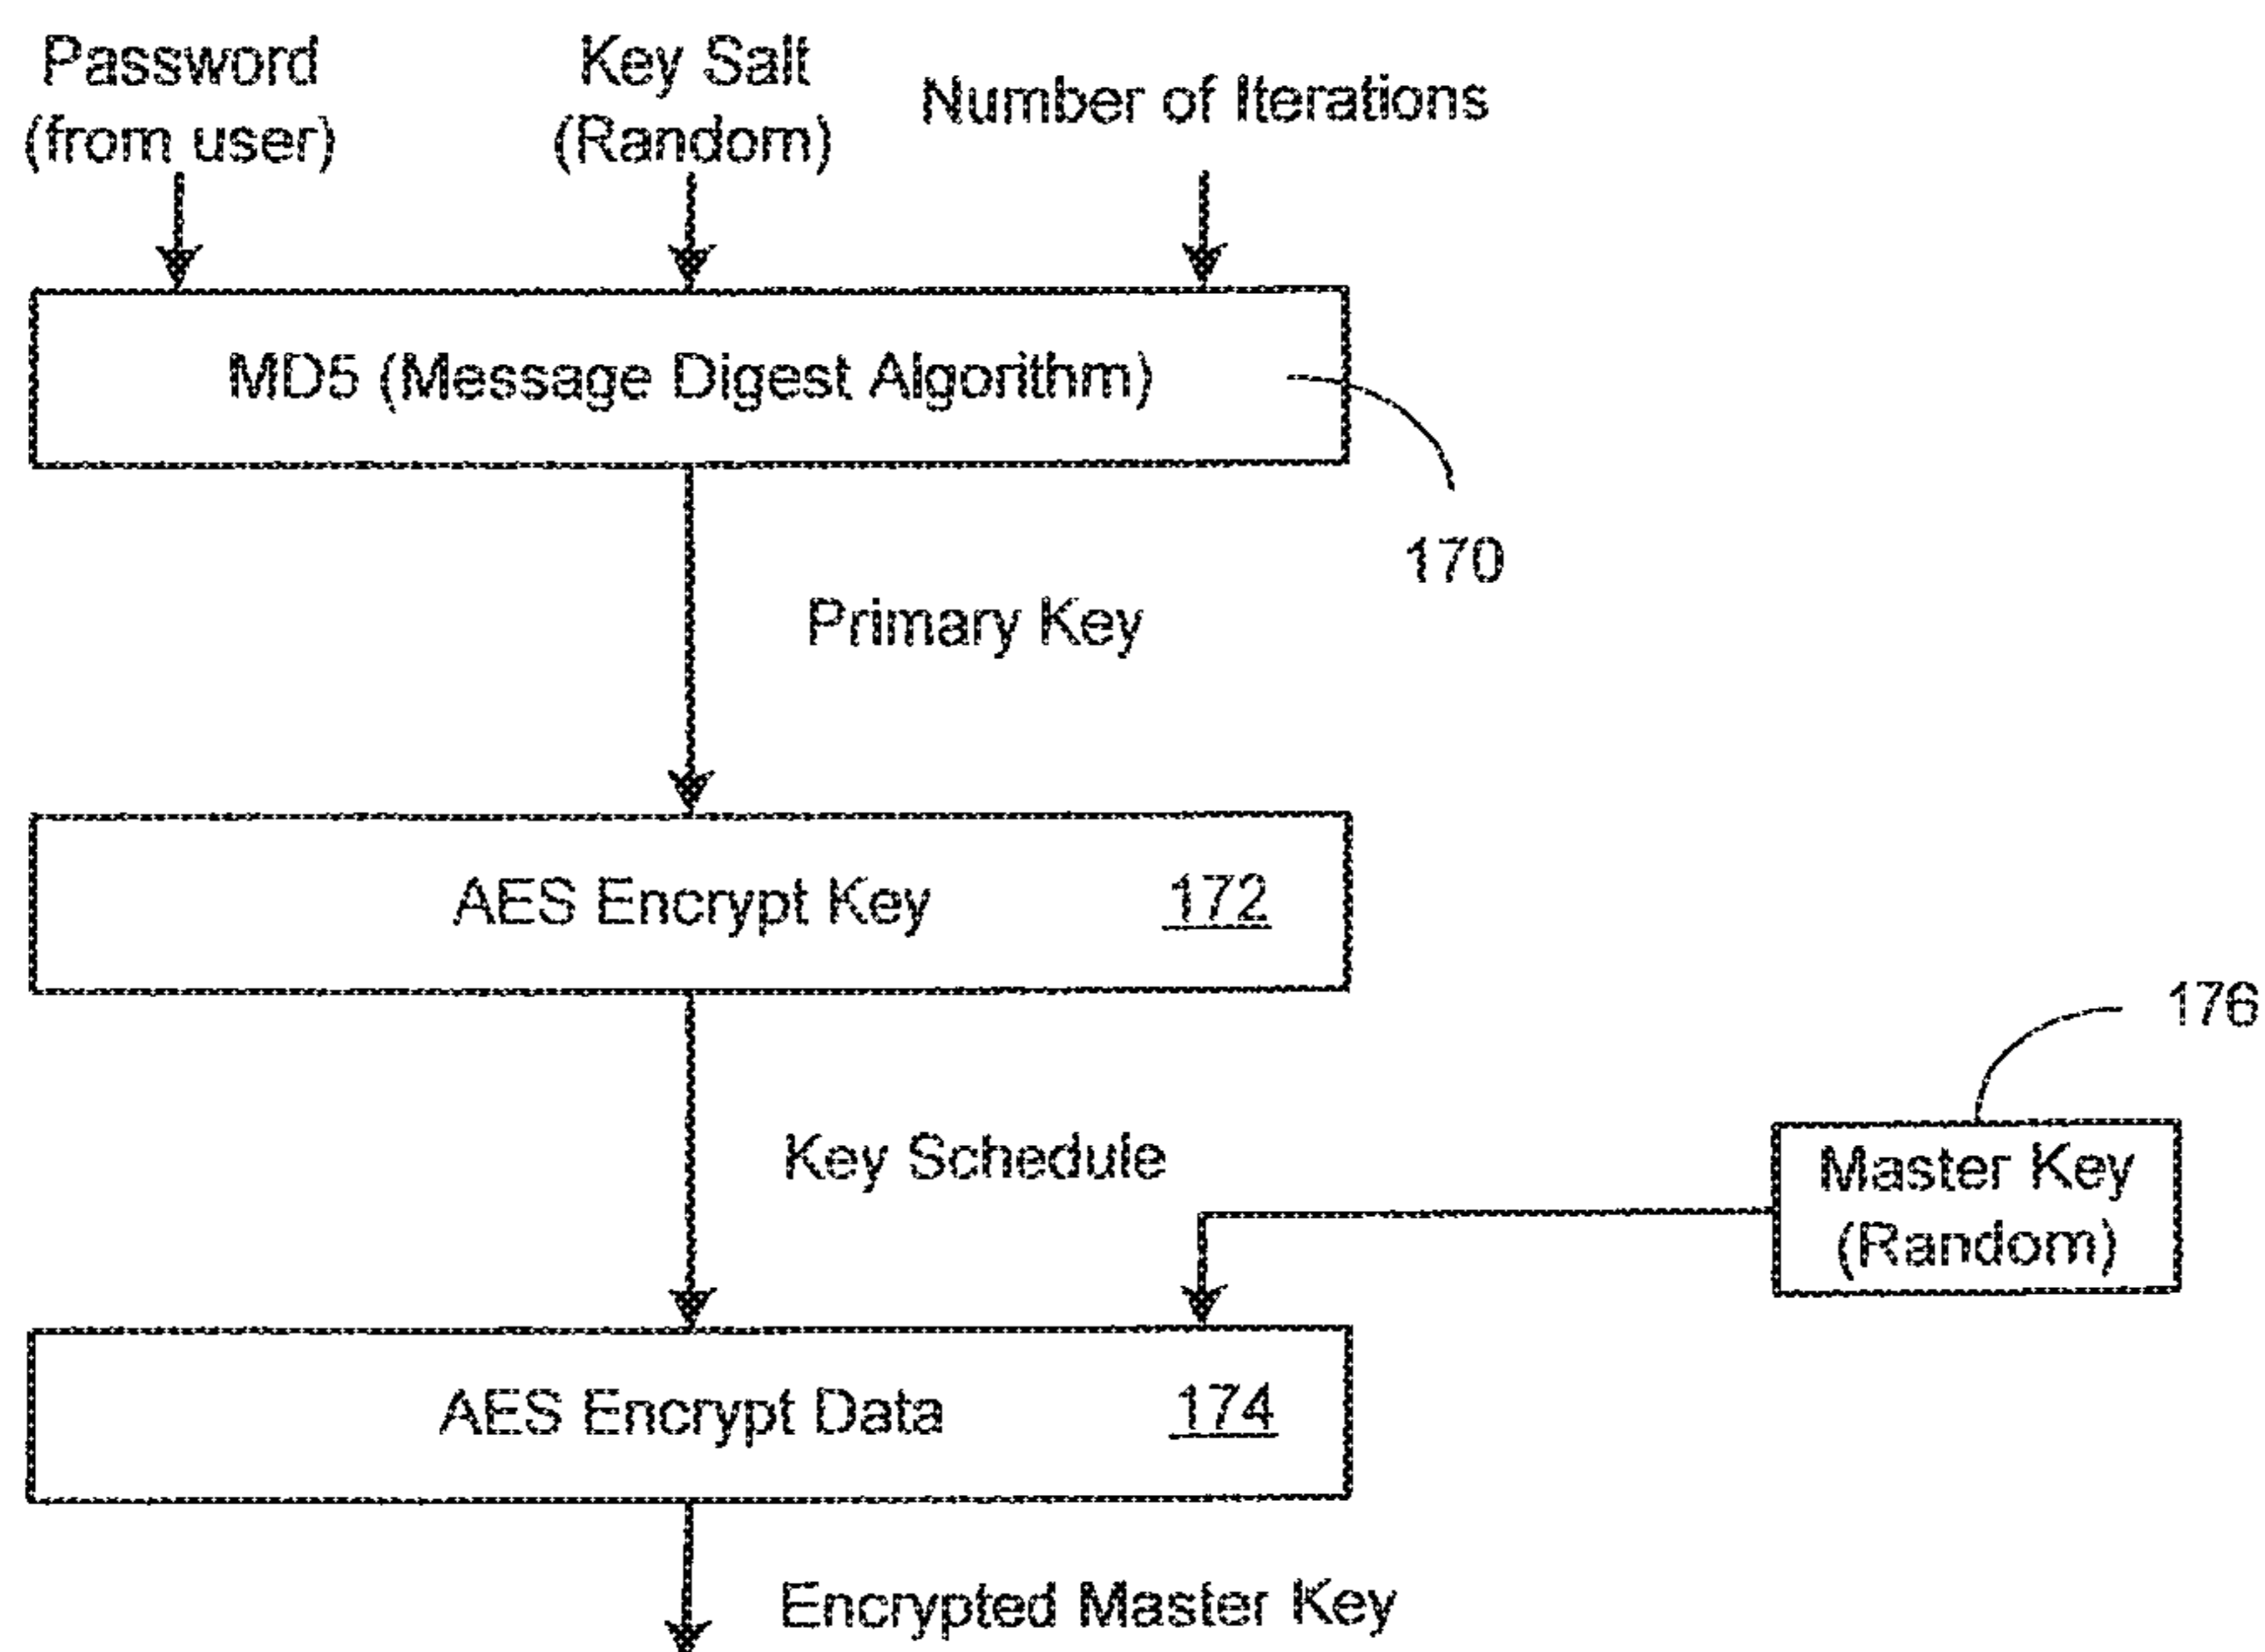 Password
(from user)
Key Salt
(Random)
Number of Iterations
MD5 (Message Digest Algorithm)
170
Primary Key
AES Encrypt Key 172
176
Key Schedule
Master Key
(Random)
AES Encrypt Data 174
Encrypted Master Key